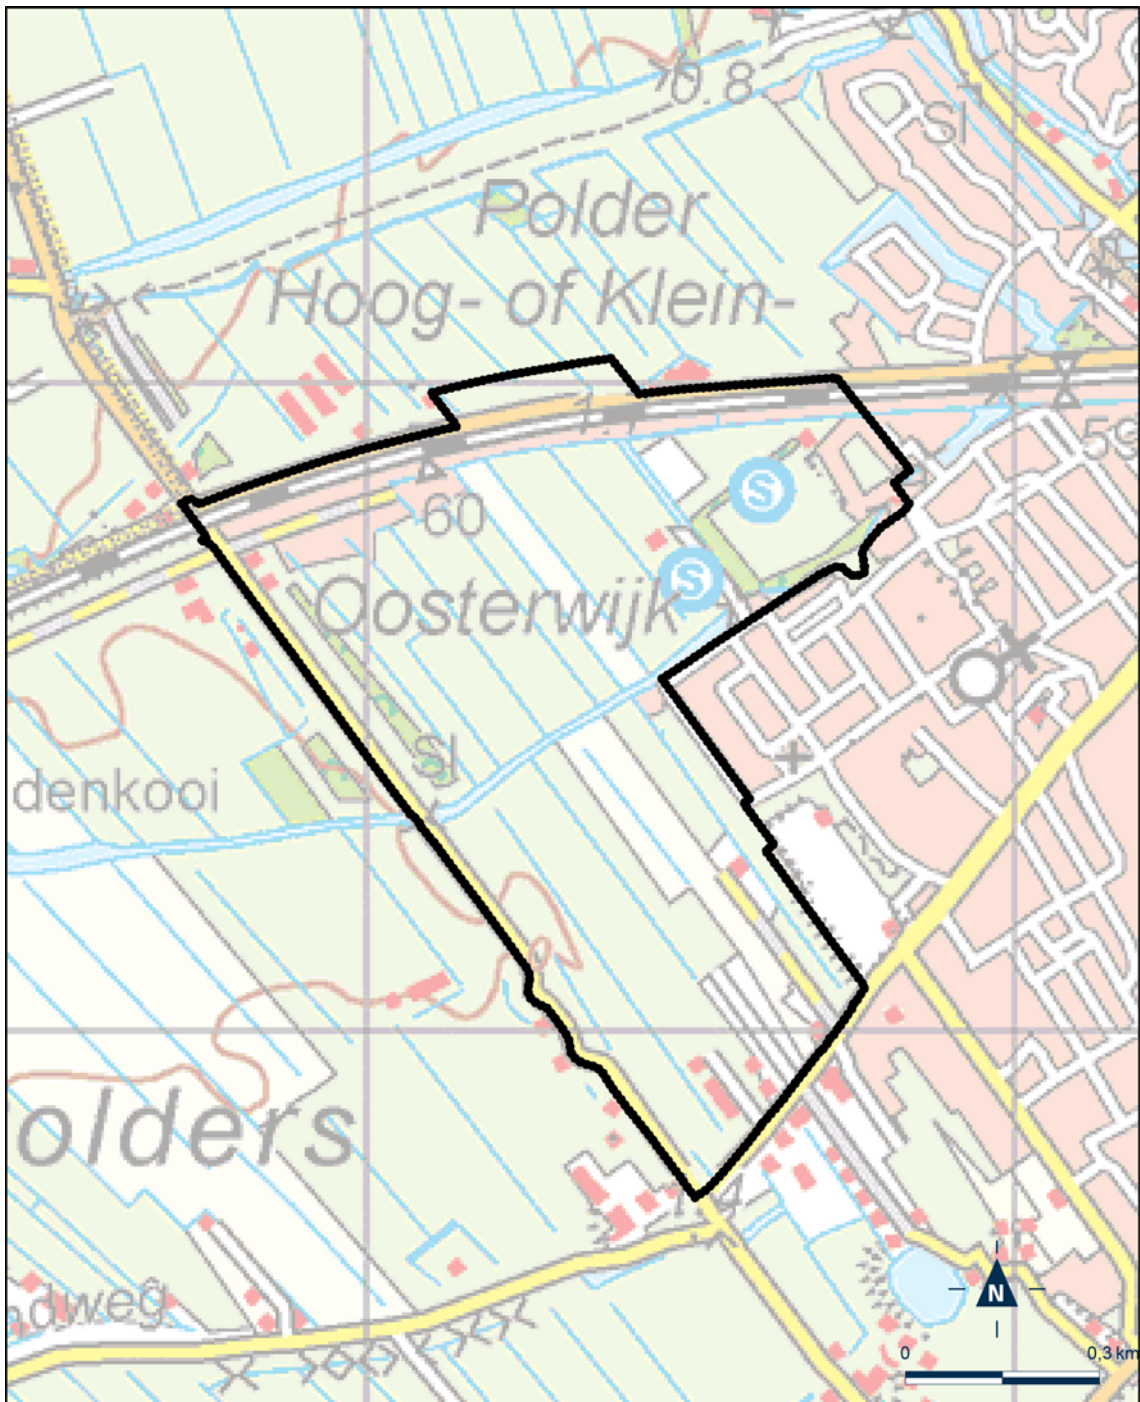 0.8
Sl
Polder
Hoog- of Klein-
1.1
59
S
60
S
Oosterwijk
Sl
denkooi
olders
1.4
ndweg
N
0
0,3 km